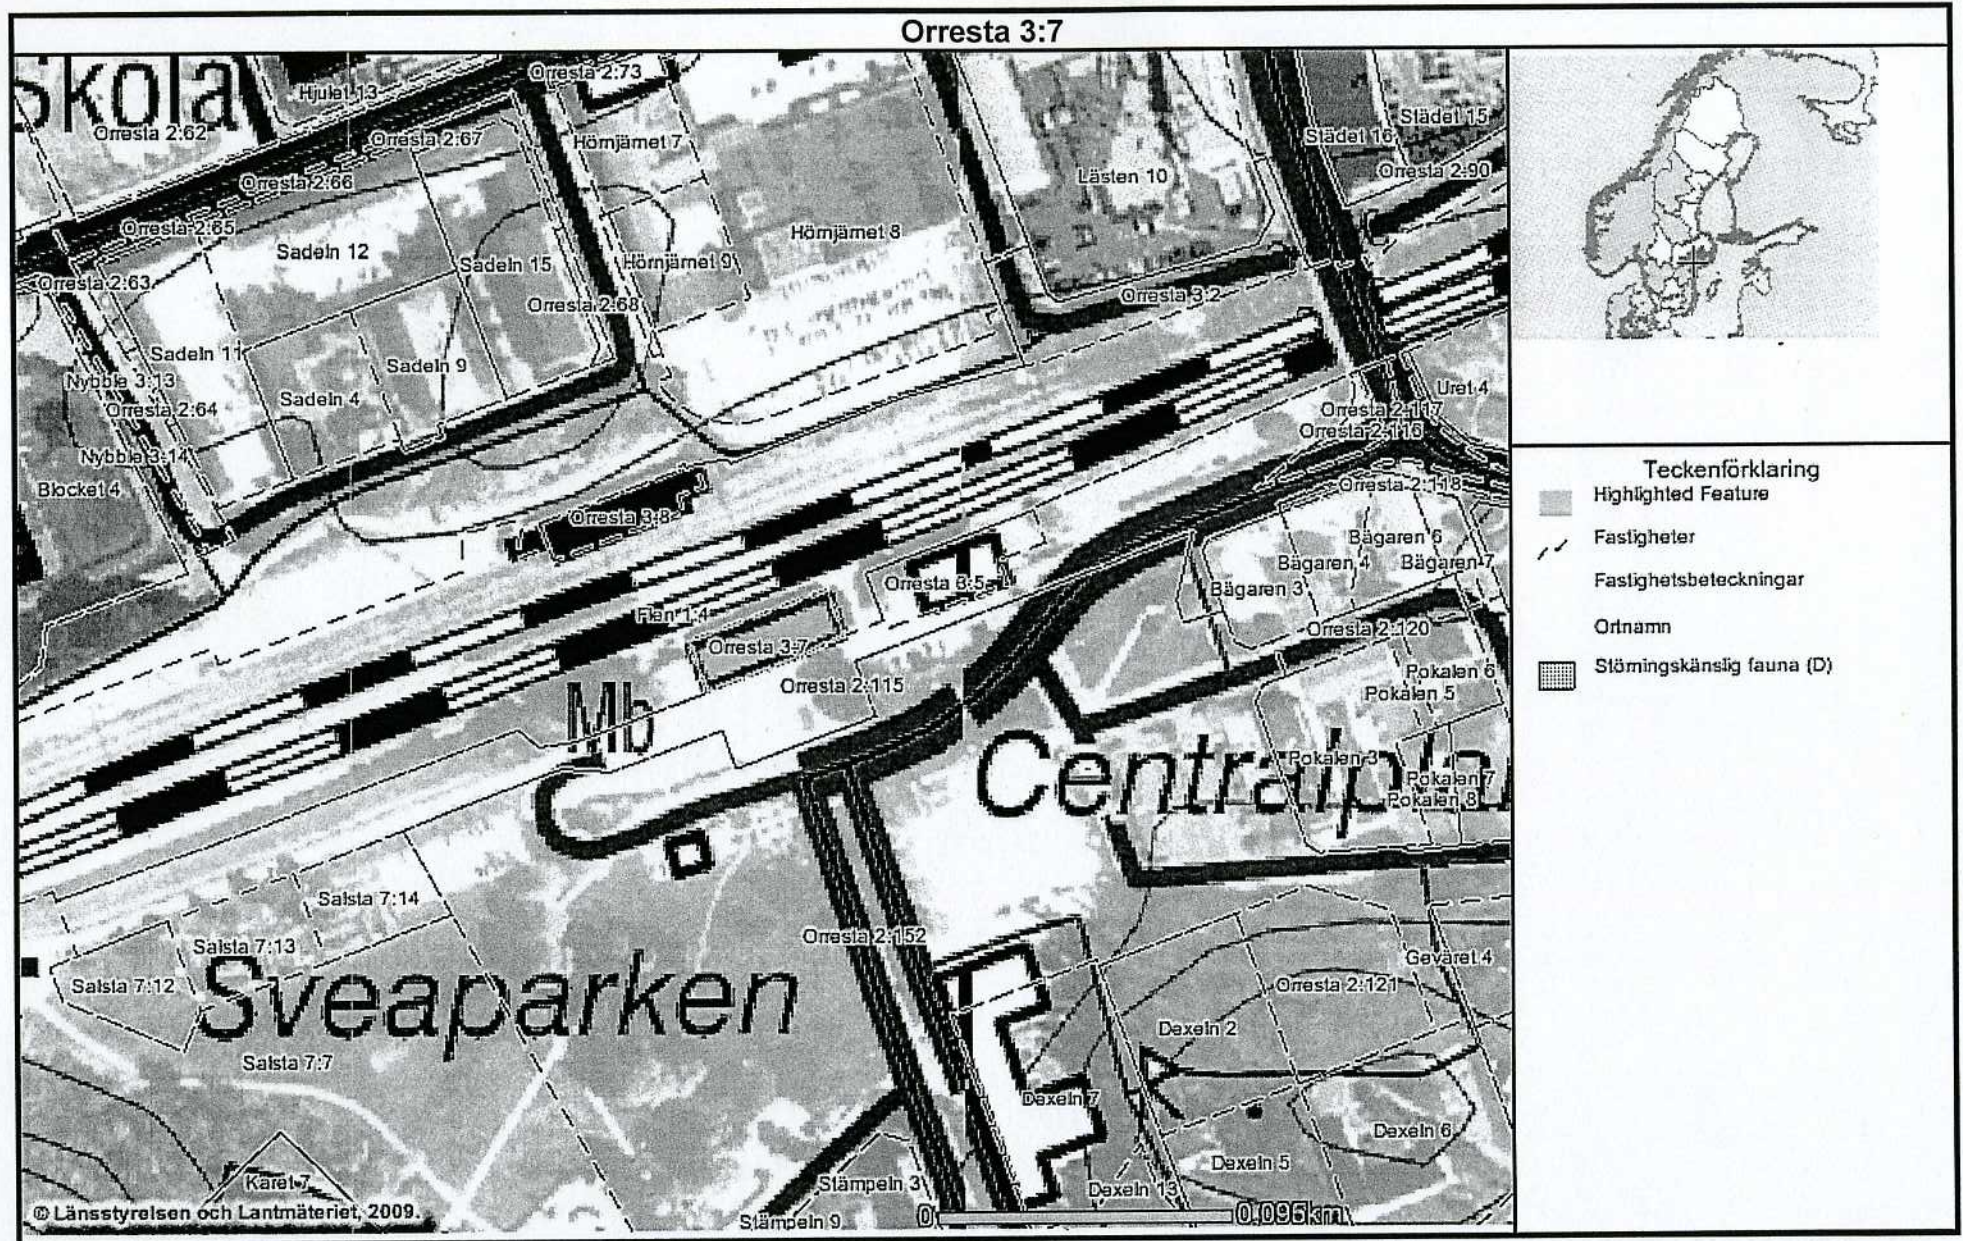 Orresta 3:7
Skola
Hjulet 13
Orresta 2:73
Orresta 2:62
Orresta 2:67
Hörnjärnet 7
Städet 15
Städet 16
Orresta 2:66
Lästen 10
Orresta 2:90
Orresta 2:65
Sadeln 12
Hörnjärnet 8
Sadeln 15
Hörnjärnet 9
Orresta 2:63
Orresta 2:68
Orresta 3:2
Sadeln 11
Sadeln 9
Nybble 3:13
Sadeln 4
Orresta 2:64
Uret 4
Orresta 2:117
Orresta 2:116
Nybble 3:14
Blocket 4
Orresta 2:118
Orresta 3:8
Bägaren 6
Bägaren 4
Bägaren 7
Orresta 3:5
Bägaren 3
Flan 1:4
Orresta 2:120
Orresta 3:7
Orresta 2:115
Pokalen 6
Pokalen 5
Mb
Centralpla
Pokalen 3
Pokalen 7
Pokalen 8
Salsta 7:14
Salsta 7:13
Orresta 2:152
Gevaret 4
Salsta 7:12
Orresta 2:121
Sveaparken
Dexeln 2
Salsta 7:7
Dexeln 7
Dexeln 6
Dexeln 5
Karet 7
Stämpeln 3
Dexeln 13
© Länsstyrelsen och Lantmäteriet, 2009.
Stämpeln 9
0
0.095km
Teckenförklaring
Highlighted Feature
Fastigheter
Fastighetsbeteckningar
Ortnamn
Störningskänslig fauna (D)